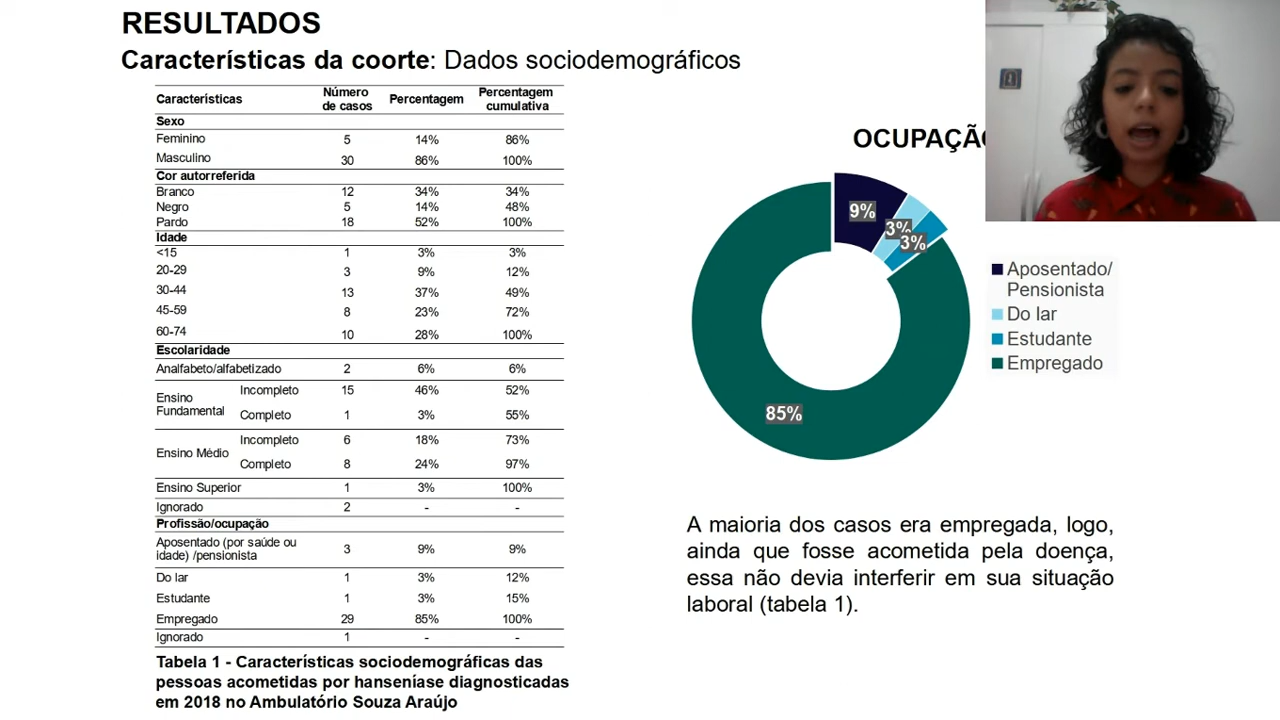 RESULTADOS
Características da coorte: Dados sociodemográficos
Características Número de casos Percentagem Percentagem cumulativa
Sexo
Feminino 5 14% 86%
Masculino 30 86% 100%
Cor autorreferida
Branco 12 34% 34%
Negro 5 14% 48%
Pardo 18 52% 100%
Idade
<15 1 3% 3%
20-29 3 9% 12%
30-44 13 37% 49%
45-59 8 23% 72%
60-74 10 28% 100%
Escolaridade
Analfabeto/alfabetizado 2 6% 6%
Ensino Fundamental Incompleto 15 46% 52%
Completo 1 3% 55%
Ensino Médio Incompleto 6 18% 73%
Completo 8 24% 97%
Ensino Superior 1 3% 100%
Ignorado 2 - -
Profissão/ocupação
Aposentado (por saúde ou idade) /pensionista 3 9% 9%
Do lar 1 3% 12%
Estudante 1 3% 15%
Empregado 29 85% 100%
Ignorado 1 - -
Tabela 1 - Características sociodemográficas das
pessoas acometidas por hanseníase diagnosticadas
em 2018 no Ambulatório Souza Araújo
OCUPAÇÃ
9%
3%
3%
85%
Aposentado/
Pensionista
Do lar
Estudante
Empregado
A maioria dos casos era empregada, logo,
ainda que fosse acometida pela doença,
essa não devia interferir em sua situação
laboral (tabela 1).